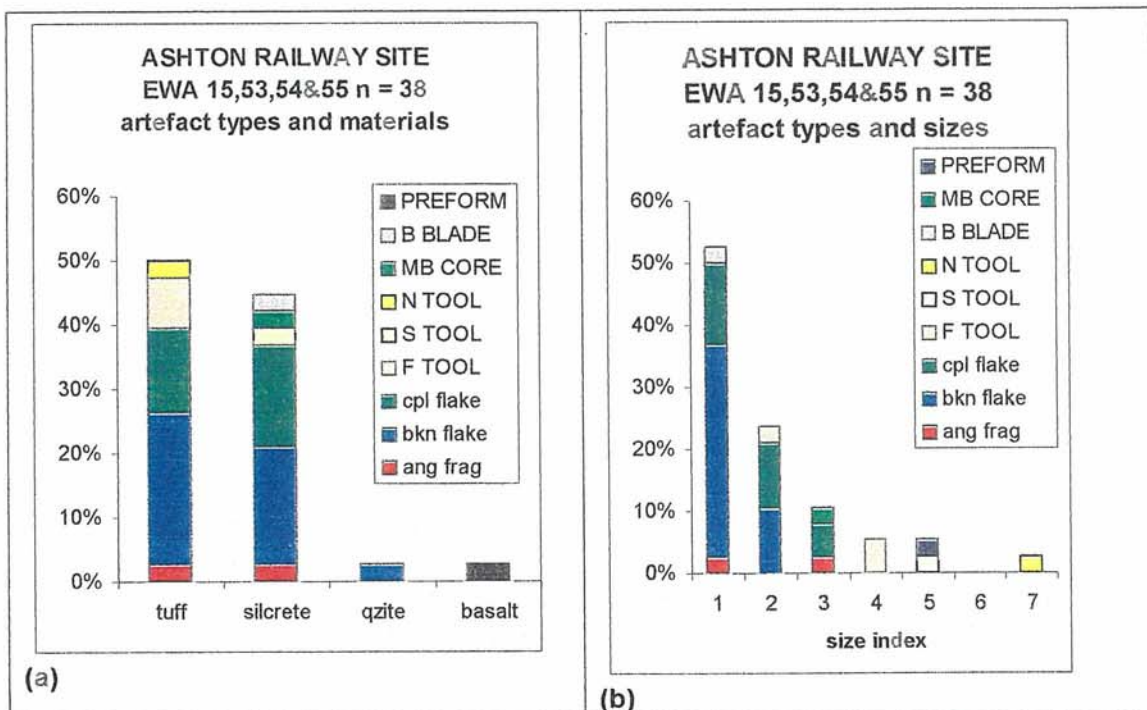 ASHTON RAILWAY SITE
EWA 15,53,54&55 n = 38
artefact types and materials
60%
50%
40%
30%
20%
10%
0%
PREFORM
B BLADE
MB CORE
N TOOL
S TOOL
F TOOL
cpl flake
bkn flake
ang frag
tuff silcrete qzite basalt
(a)
ASHTON RAILWAY SITE
EWA 15,53,54&55 n = 38
artefact types and sizes
60%
50%
40%
30%
20%
10%
0%
PREFORM
MB CORE
B BLADE
N TOOL
S TOOL
F TOOL
cpl flake
bkn flake
ang frag
1 2 3 4 5 6 7
size index
(b)